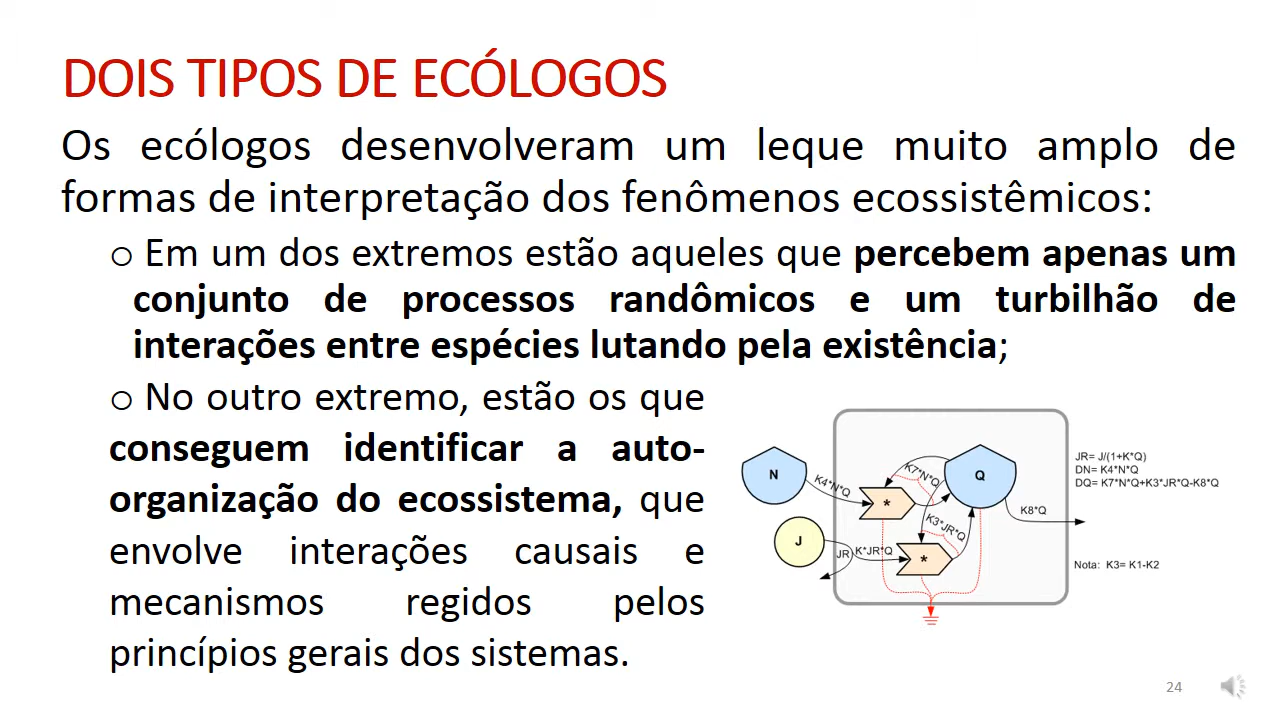 DOIS TIPOS DE ECÓLOGOS
Os ecólogos desenvolveram um leque muito amplo de
formas de interpretação dos fenômenos ecossistêmicos:
o Em um dos extremos estão aqueles que percebem apenas um
conjunto de processos randômicos e um turbilhão de
interações entre espécies lutando pela existência;
o No outro extremo, estão os que
conseguem identificar a auto-
organização do ecossistema, que
envolve interações causais e
mecanismos regidos pelos
princípios gerais dos sistemas.
N
K4*N*Q
K7*N*Q
*
Q
K8*Q
J
JR
K*JR*Q
K3*JR*Q
*
JR= J/(1+K*Q)
DN= K4*N*Q
DQ= K7*N*Q+K3*JR*Q-K8*Q
Nota: K3= K1-K2
24